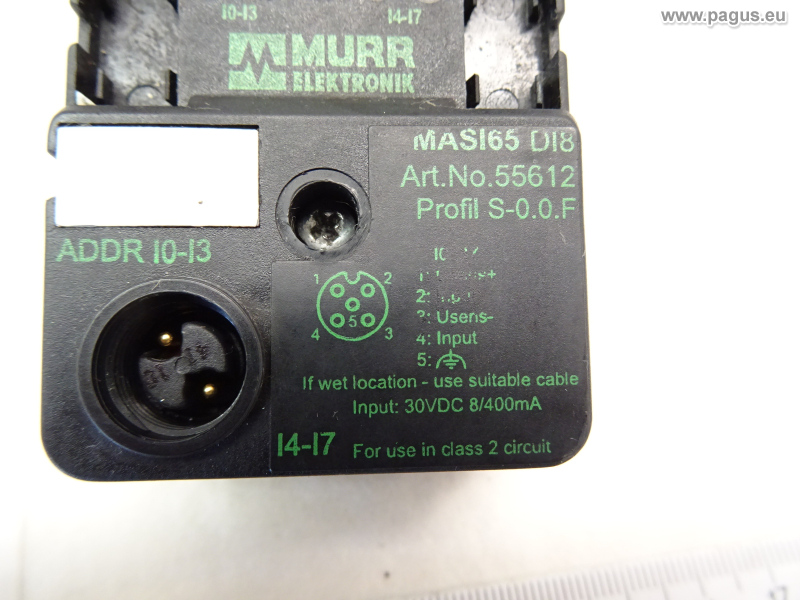 www.pagus.eu
I0-I3 I4-I7
MURR
ELEKTRONIK
MASI65 DI8
Art.No.55612
Profil S-0.0.F
ADDR I0-I3
1 2
5
4 3
2:
3: Usens-
4: Input
5:
If wet location - use suitable cable
Input: 30VDC 8/400mA
I4-I7 For use in class 2 circuit
17